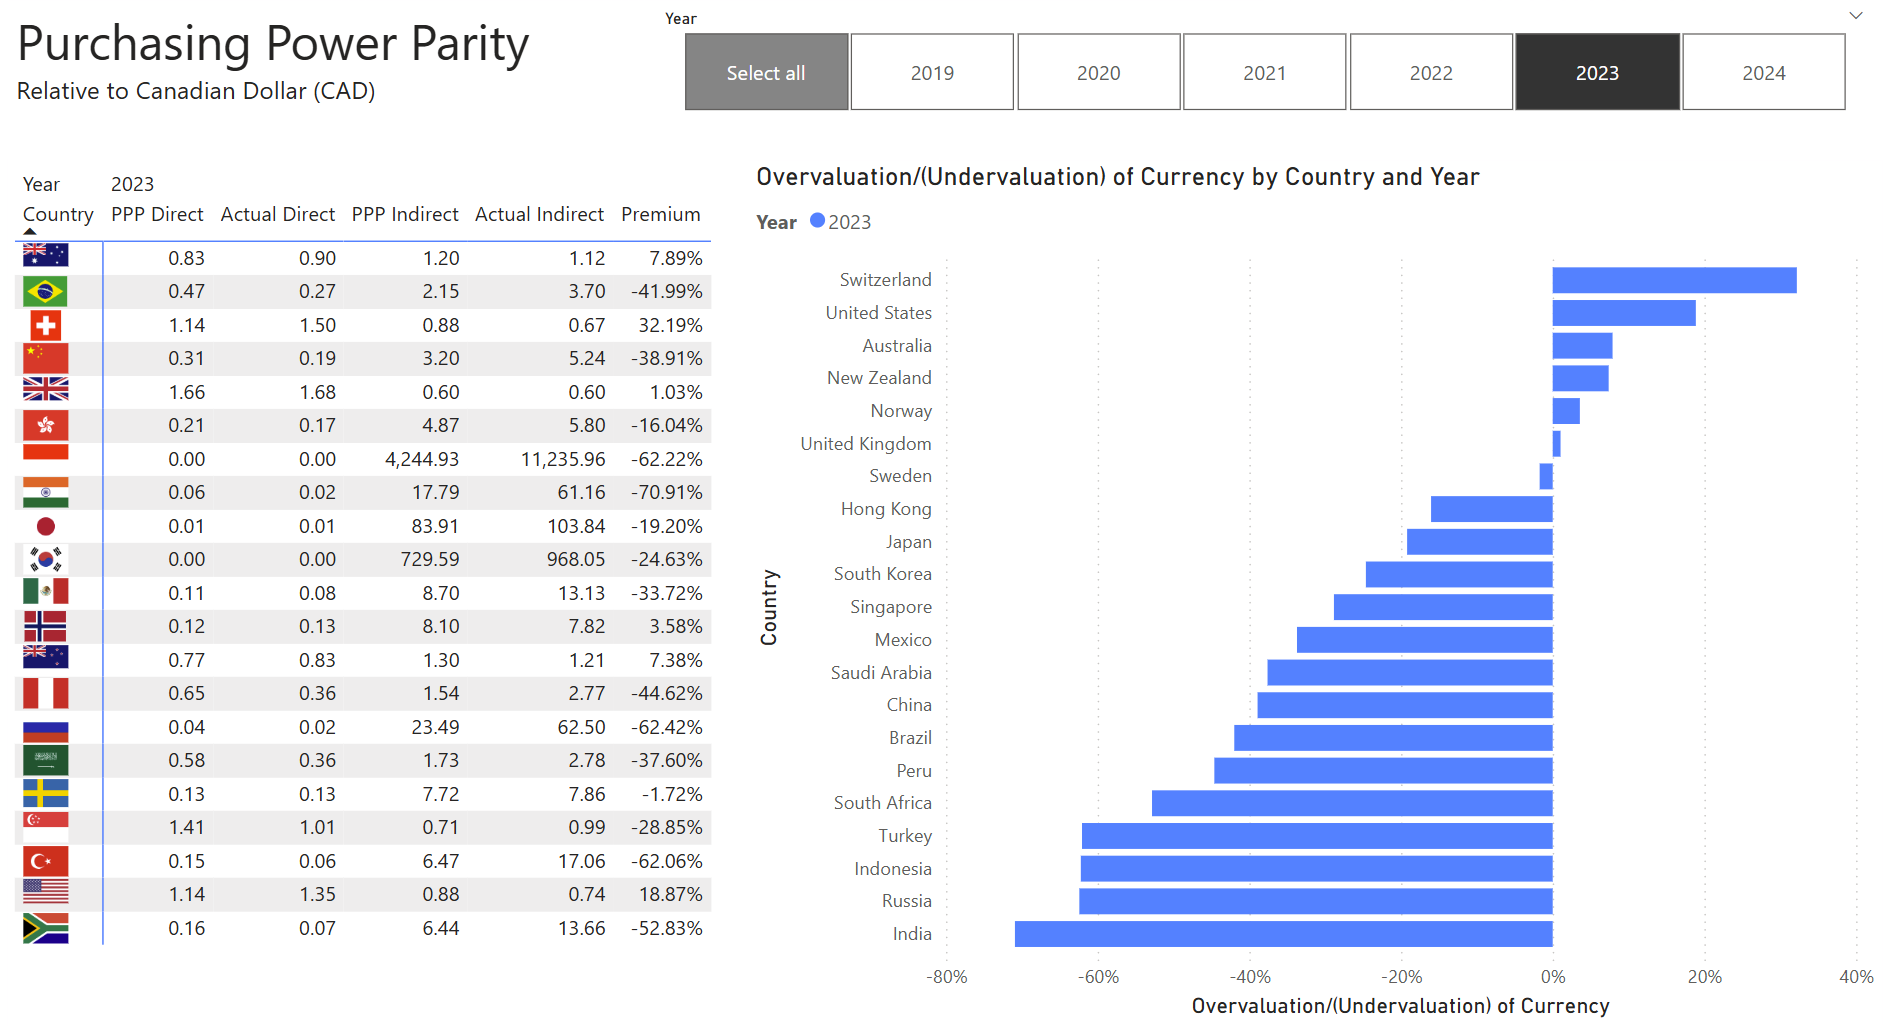 Purchasing Power Parity
Relative to Canadian Dollar (CAD)
Year
Select all 2019 2020 2021 2022 2023 2024
Year 2023
Country PPP Direct Actual Direct PPP Indirect Actual Indirect Premium
0.83 0.90 1.20 1.12 7.89%
0.47 0.27 2.15 3.70 -41.99%
1.14 1.50 0.88 0.67 32.19%
0.31 0.19 3.20 5.24 -38.91%
1.66 1.68 0.60 0.60 1.03%
0.21 0.17 4.87 5.80 -16.04%
0.00 0.00 4,244.93 11,235.96 -62.22%
0.06 0.02 17.79 61.16 -70.91%
0.01 0.01 83.91 103.84 -19.20%
0.00 0.00 729.59 968.05 -24.63%
0.11 0.08 8.70 13.13 -33.72%
0.12 0.13 8.10 7.82 3.58%
0.77 0.83 1.30 1.21 7.38%
0.65 0.36 1.54 2.77 -44.62%
0.04 0.02 23.49 62.50 -62.42%
0.58 0.36 1.73 2.78 -37.60%
0.13 0.13 7.72 7.86 -1.72%
1.41 1.01 0.71 0.99 -28.85%
0.15 0.06 6.47 17.06 -62.06%
1.14 1.35 0.88 0.74 18.87%
0.16 0.07 6.44 13.66 -52.83%
Overvaluation/(Undervaluation) of Currency by Country and Year
Year 2023
Country
Switzerland
United States
Australia
New Zealand
Norway
United Kingdom
Sweden
Hong Kong
Japan
South Korea
Singapore
Mexico
Saudi Arabia
China
Brazil
Peru
South Africa
Turkey
Indonesia
Russia
India
-80% -60% -40% -20% 0% 20% 40%
Overvaluation/(Undervaluation) of Currency